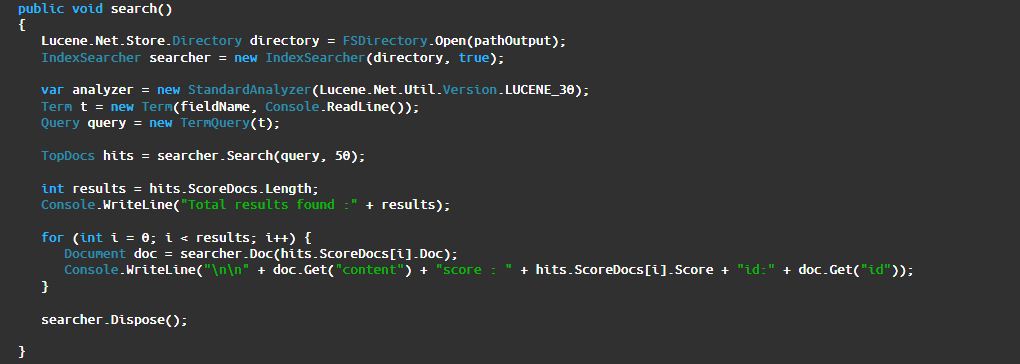 public void search()
{
Lucene.Net.Store.Directory directory = FSDirectory.Open(pathOutput);
IndexSearcher searcher = new IndexSearcher(directory, true);
var analyzer = new StandardAnalyzer(Lucene.Net.Util.Version.LUCENE_30);
Term t = new Term(fieldName, Console.ReadLine());
Query query = new TermQuery(t);
TopDocs hits = searcher.Search(query, 50);
int results = hits.ScoreDocs.Length;
Console.WriteLine("Total results found :" + results);
for (int i = 0; i < results; i++) {
Document doc = searcher.Doc(hits.ScoreDocs[i].Doc);
Console.WriteLine("\n\n" + doc.Get("content") + "score : " + hits.ScoreDocs[i].Score + "id:" + doc.Get("id"));
}
searcher.Dispose();
}